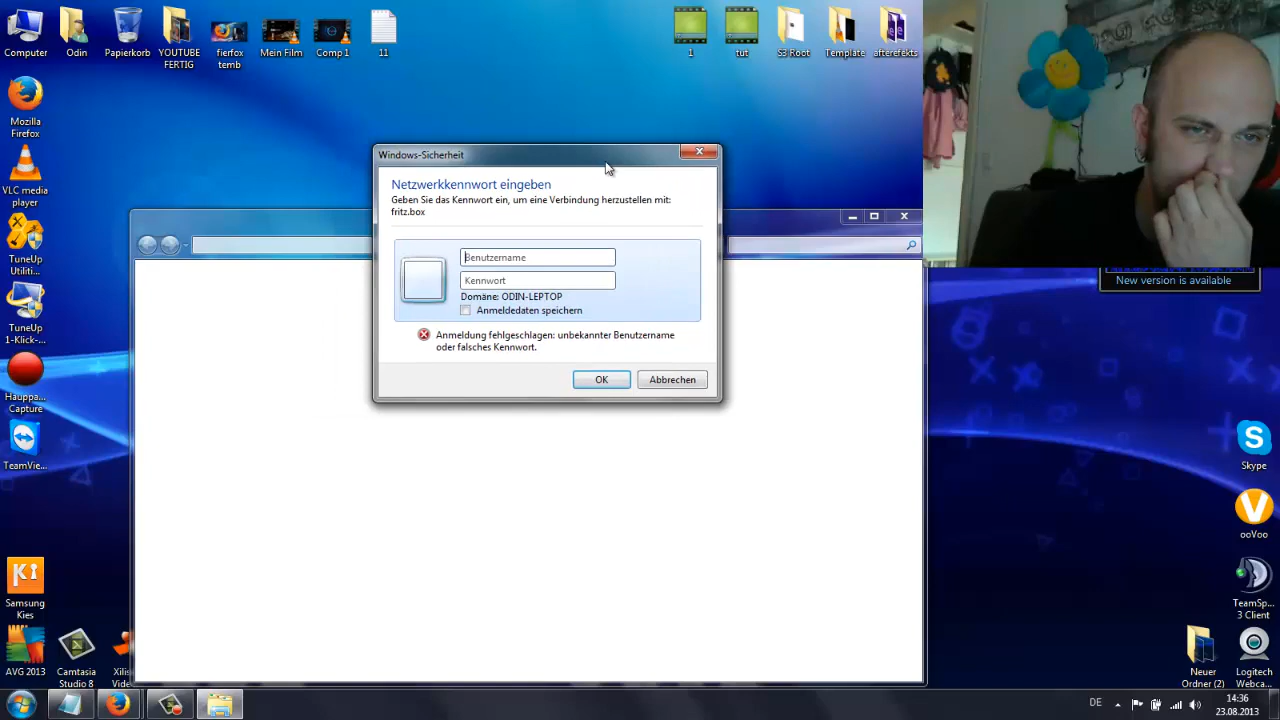 Computer
Odin
Papierkorb
YOUTUBE
FERTIG
fierfox
temb
Mein Film
Comp 1
11
1
tut
S3 Root
Template
afterefekts
Mozilla
Firefox
VLC media
player
TuneUp
Utiliti...
TuneUp
1-Klick-...
Hauppa...
Capture
TeamVie...
Samsung
Kies
AVG 2013
Camtasia
Studio 8
Xilis
Vide
Windows-Sicherheit
Netzwerkkennwort eingeben
Geben Sie das Kennwort ein, um eine Verbindung herzustellen mit:
fritz.box
Benutzername
Kennwort
Domäne: ODIN-LEPTOP
Anmeldedaten speichern
Anmeldung fehlgeschlagen: unbekannter Benutzername
oder falsches Kennwort.
OK
Abbrechen
New version is available
Skype
ooVoo
TeamSp...
3 Client
Neuer
Ordner (2)
Logitech
Webca...
DE
14:36
23.08.2013